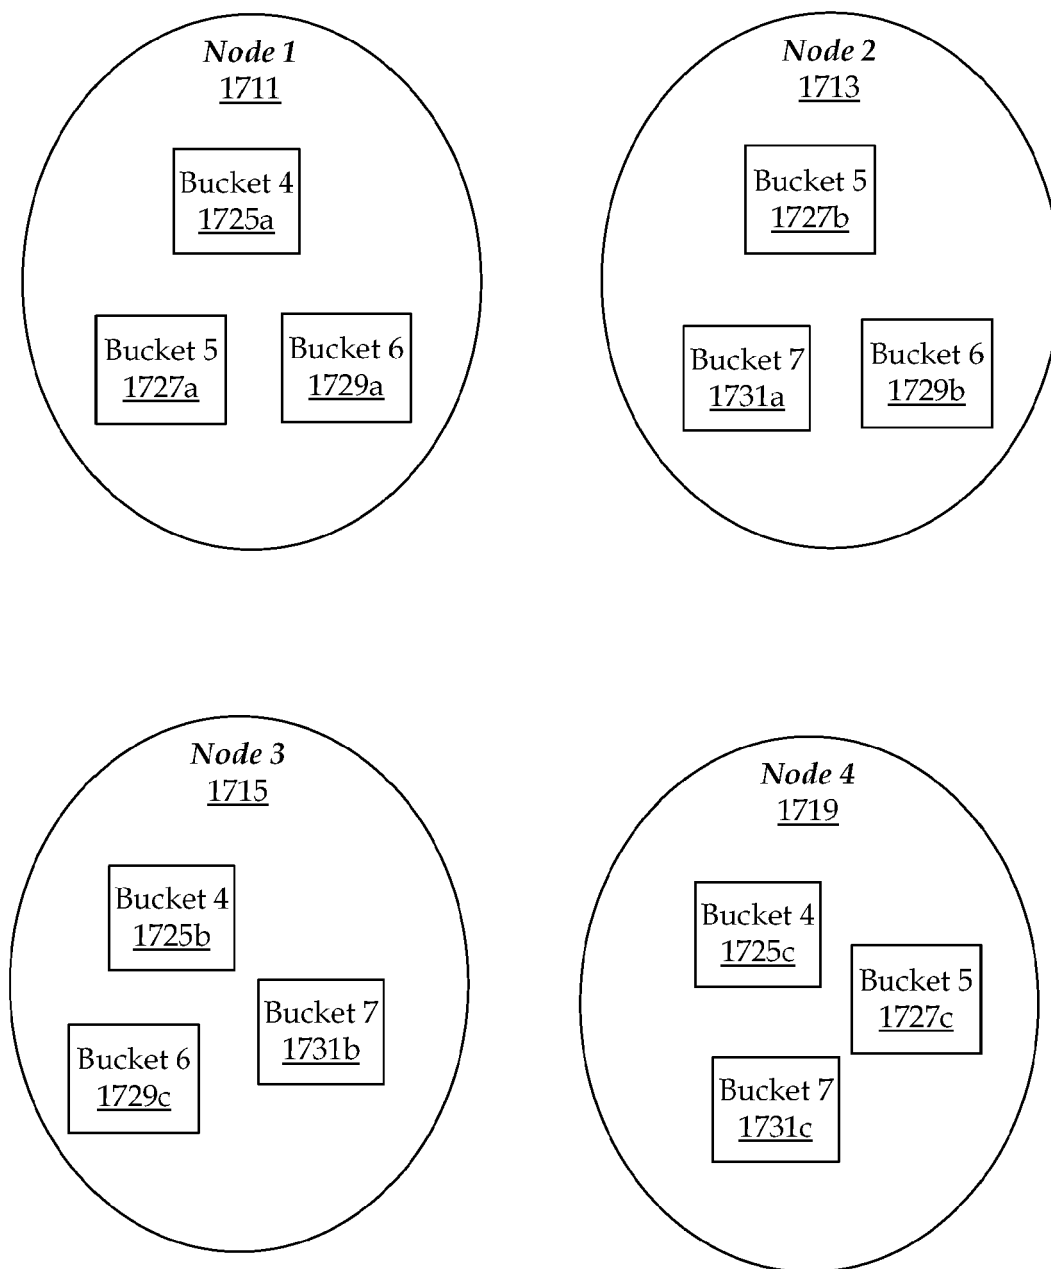 Node 1
1711
Bucket 4
1725a
Bucket 5
1727a
Bucket 6
1729a
Node 2
1713
Bucket 5
1727b
Bucket 7
1731a
Bucket 6
1729b
Node 3
1715
Bucket 4
1725b
Bucket 7
1731b
Bucket 6
1729c
Node 4
1719
Bucket 4
1725c
Bucket 5
1727c
Bucket 7
1731c